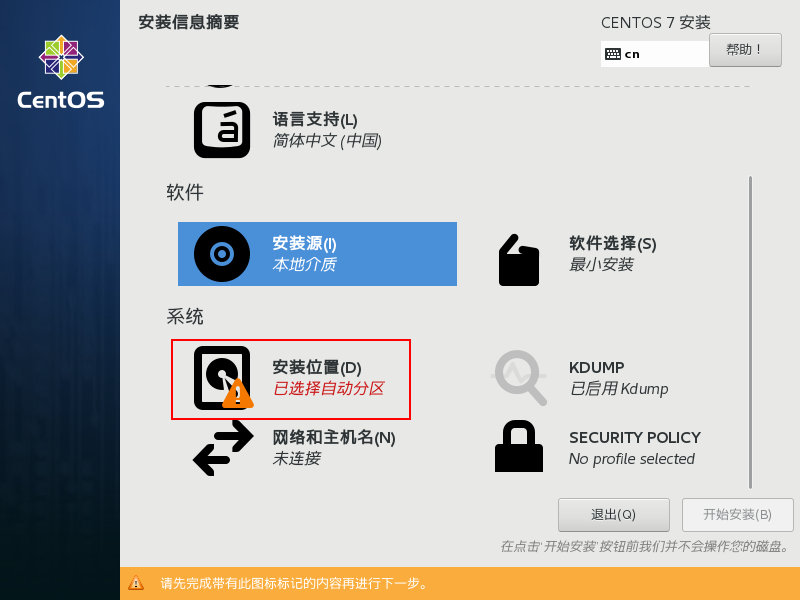 安装信息摘要
CENTOS 7 安装
cn
帮助！
CentOS
á
语言支持(L)
简体中文 (中国)
软件
安装源(I)
本地介质
软件选择(S)
最小安装
系统
安装位置(D)
已选择自动分区
KDUMP
已启用 Kdump
网络和主机名(N)
未连接
SECURITY POLICY
No profile selected
退出(Q)
开始安装(B)
在点击'开始安装'按钮前我们并不会操作您的磁盘。
请先完成带有此图标标记的内容再进行下一步。